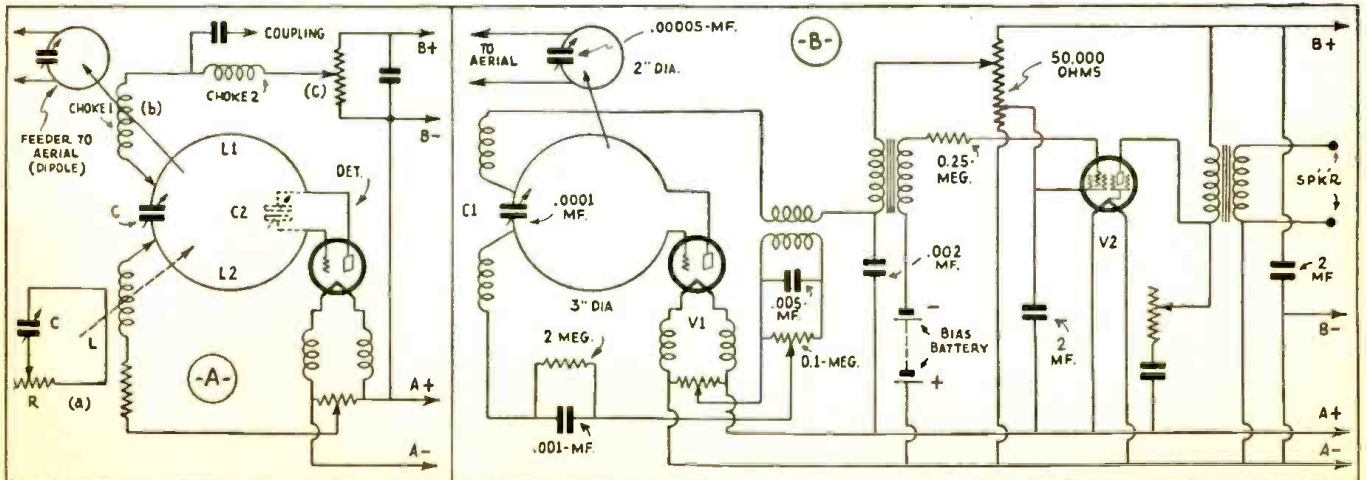 COUPLING
B+
CHOKE 2
(C)
CHOKE 1
(b)
B-
FEEDER TO
AERIAL
(DIPOLE)
L1
DET.
C
C2
L2
C
L
R
(a)
-A-
A+
A-
TO
AERIAL
.00005-MF.
2" DIA.
-B-
B+
50,000
OHMS
0.25-
MEG.
C1
.0001
MF.
SPK'R
V2
.002
MF.
3" DIA
.005-
MF.
2
MF
V1
-
BIAS
BATTERY
+
B-
2 MEG.
0.1-MEG.
2
MF.
.001-MF.
A+
A-